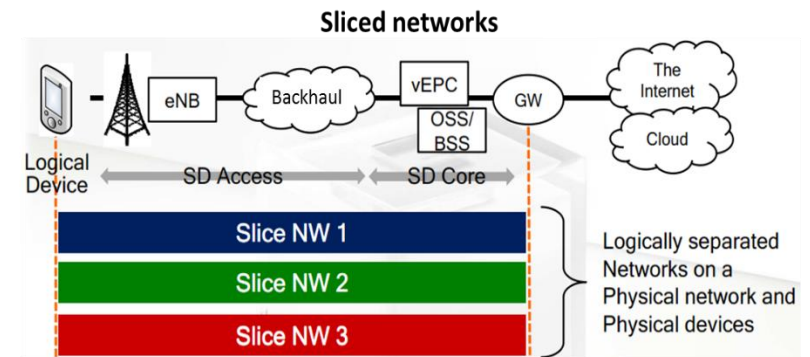 Sliced networks
eNB
Backhaul
vEPC
OSS/
BSS
GW
The
Internet
Cloud
Logical
Device
SD Access
SD Core
Slice NW 1
Slice NW 2
Slice NW 3
Logically separated
Networks on a
Physical network and
Physical devices